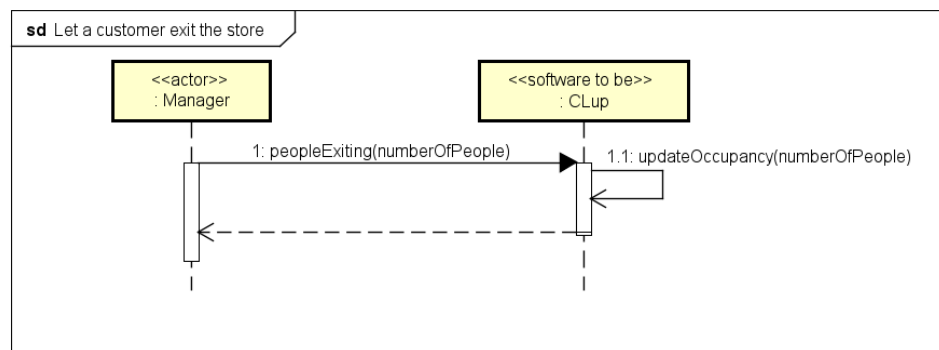 sd Let a customer exit the store
<<actor>>
: Manager
<<software to be>>
: CLup
1: peopleExiting(numberOfPeople)
1.1: updateOccupancy(numberOfPeople)